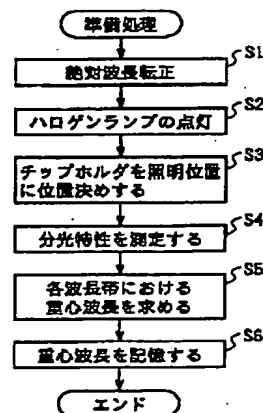 準備処理
S1
絶対波長転正
S2
ハロゲンランプの点灯
S3
チップホルダを照明位置
に位置決めする
S4
分光特性を測定する
S5
各波長帯における
重心波長を求める
S6
重心波長を記憶する
エンド